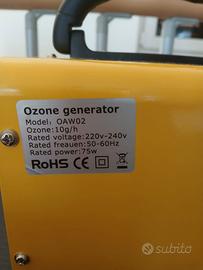 Ozone generator
Model: OAW02
Ozone:10g/h
Rated voltage:220v-240v
Rated freauen:50-60Hz
Rated power:75w
RoHS CE
subito